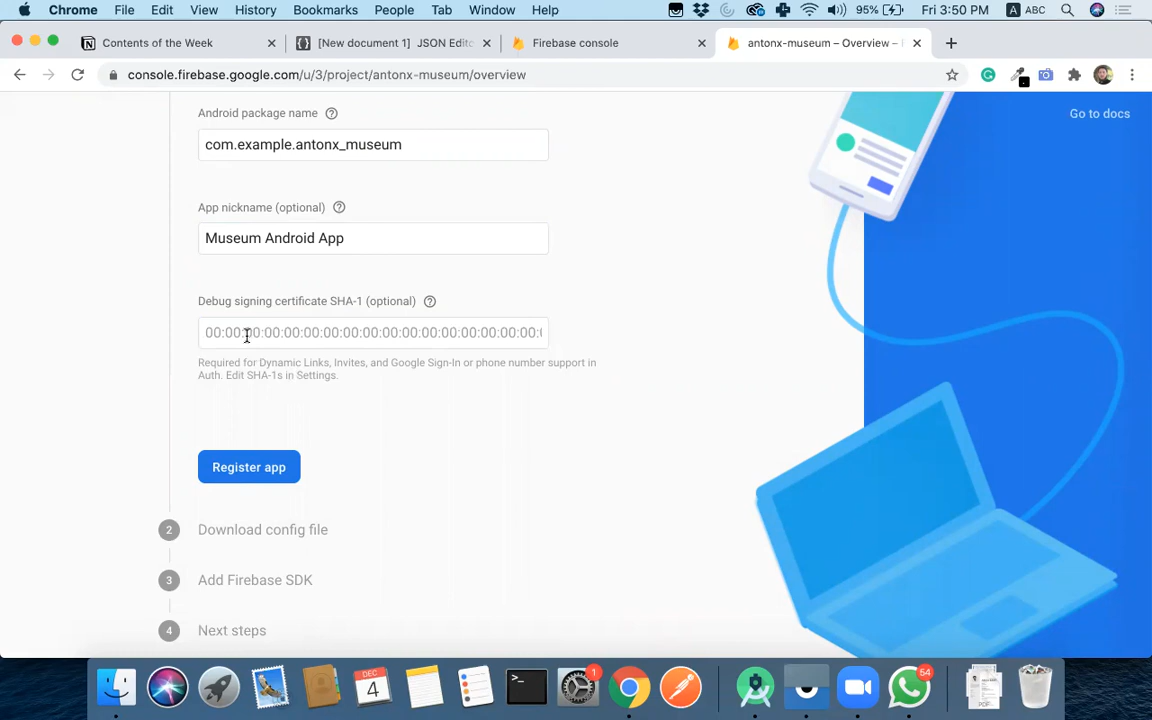 Chrome File Edit View History Bookmarks People Tab Window Help 95% Fri 3:50 PM A ABC
Contents of the Week
[New document 1] JSON Edito
Firebase console
antonx-museum – Overview –
console.firebase.google.com/u/3/project/antonx-museum/overview
Go to docs
Android package name
com.example.antonx_museum
App nickname (optional)
Museum Android App
Debug signing certificate SHA-1 (optional)
00:00:00:00:00:00:00:00:00:00:00:00:00:00:00:00:00:
Required for Dynamic Links, Invites, and Google Sign-In or phone number support in
Auth. Edit SHA-1s in Settings.
Register app
2 Download config file
3 Add Firebase SDK
4 Next steps
DEC
4
1
54
PDF